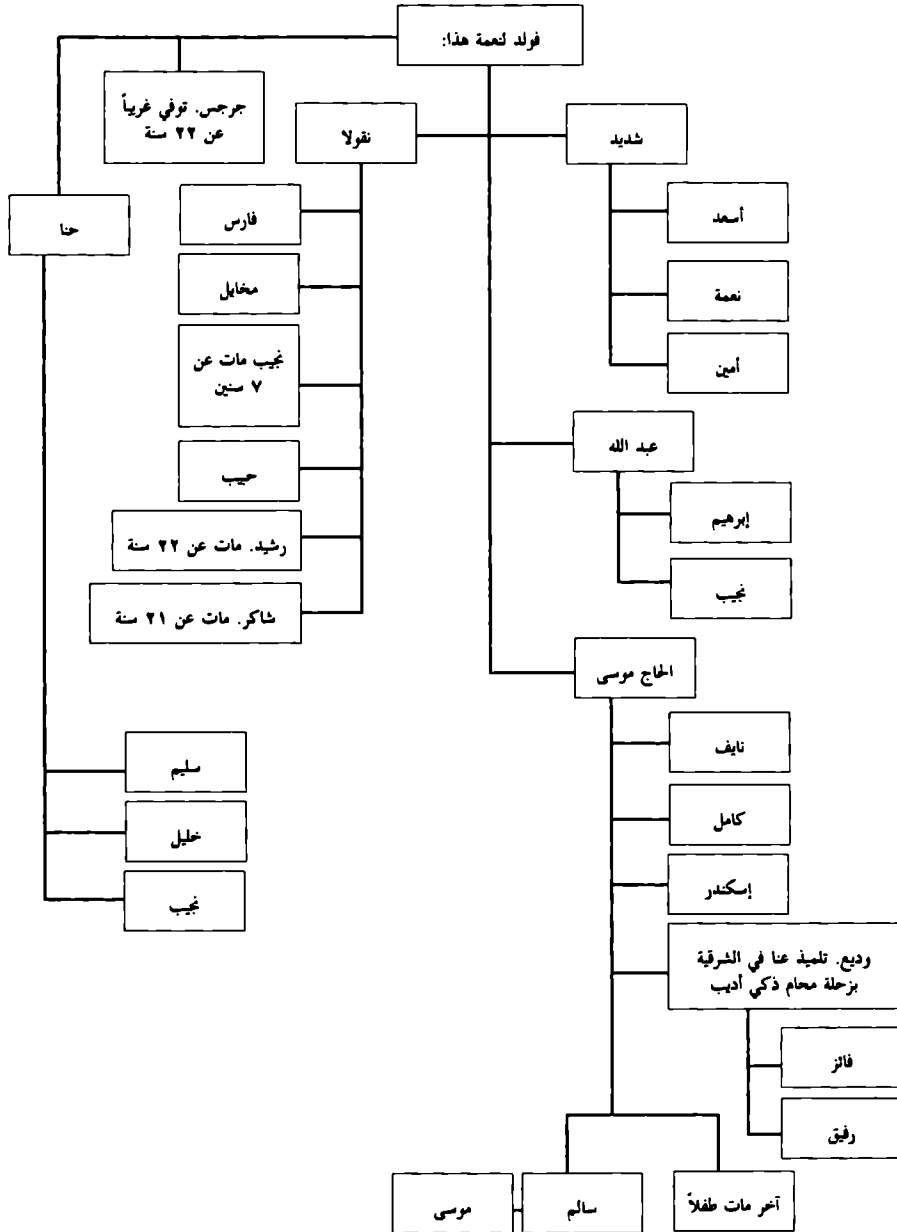 فولد لنعمة هذا:
شديد
أسعد
نعمة
أمين
عبد الله
إبرهيم
نجيب
الحاج موسى
نايف
كامل
إسكندر
وديع. تلميذ عنا في الشرقية
بزحلة محام ذكي أديب
فائز
رفيق
آخر مات طفلاً
سالم
موسى
نقولا
فارس
مخايل
نجيب مات عن
٧ سنين
حبيب
رشيد. مات عن ٢٢ سنة
شاكر. مات عن ٢١ سنة
جرجس. توفي غريباً
عن ٢٢ سنة
حنا
سليم
خليل
نجيب